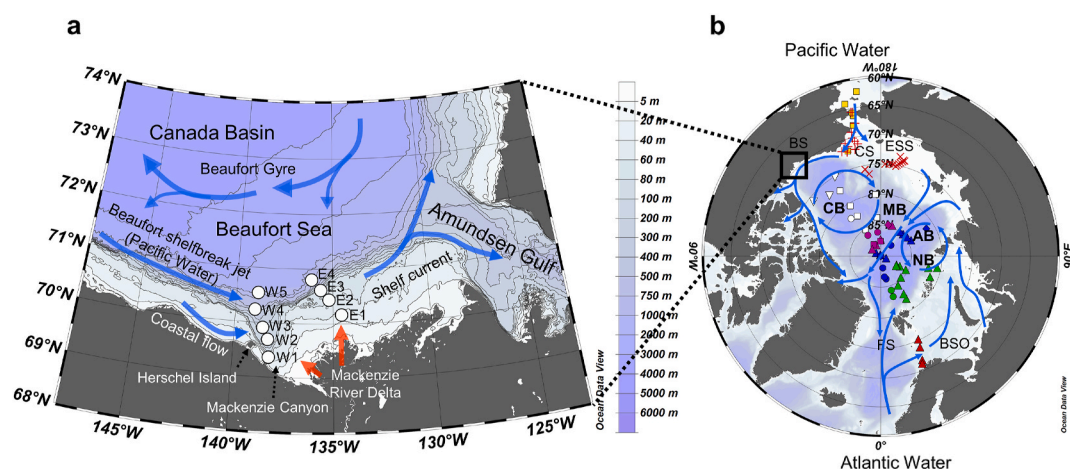 a
74°N
73°N
72°N
71°N
70°N
69°N
68°N
145°W
140°W
135°W
130°W
125°W
Canada Basin
Beaufort Gyre
Beaufort Sea
Beaufort shelfbreak jet
(Pacific Water)
Amundsen Gulf
Shelf current
Coastal flow
W5
W4
W3
W2
W1
E4
E3
E2
E1
Herschel Island
Mackenzie Canyon
Mackenzie
River Delta
5 m
20 m
40 m
60 m
80 m
100 m
200 m
300 m
400 m
500 m
750 m
1000 m
2000 m
3000 m
4000 m
5000 m
6000 m
Ocean Data View
b
Pacific Water
180°W
60°N
65°N
70°N
75°N
80°N
85°N
BS
CS
ESS
CB
MB
AB
NB
FS
BSO
90°W
90°E
0°
Atlantic Water
Ocean Data View